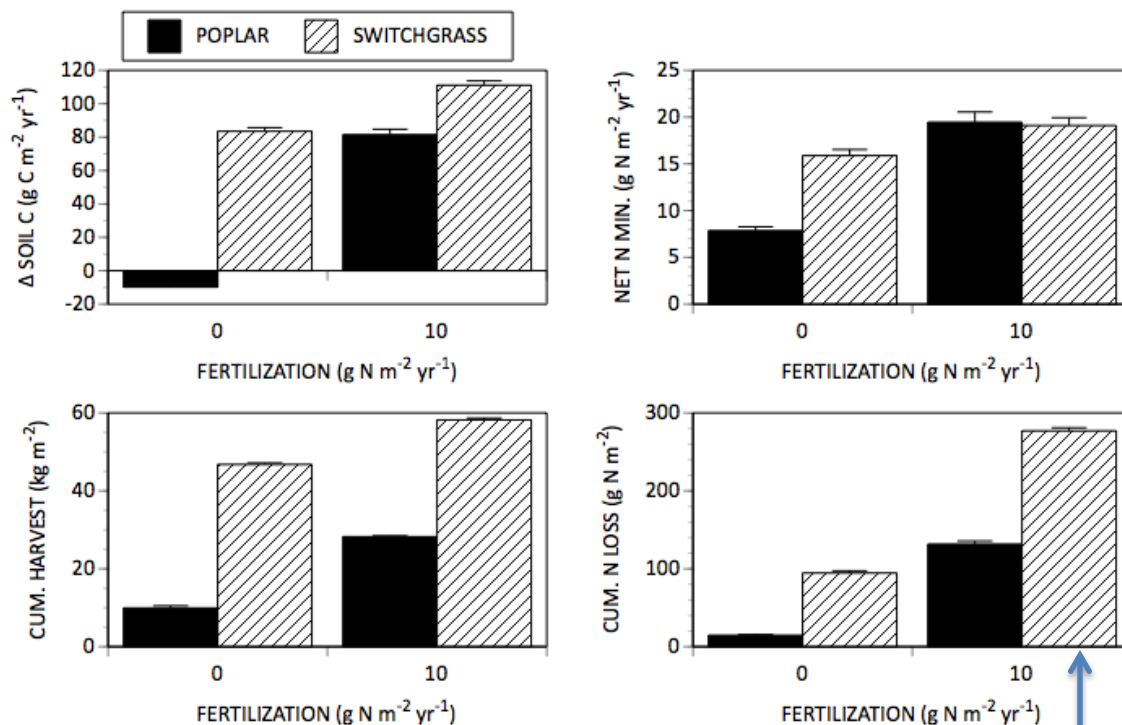 POPLAR SWITCHGRASS
Δ SOIL C (g C m⁻² yr⁻¹)
120
100
80
60
40
20
0
-20
0 10
FERTILIZATION (g N m⁻² yr⁻¹)
NET N MIN. (g N m⁻² yr⁻¹)
25
20
15
10
5
0
0 10
FERTILIZATION (g N m⁻² yr⁻¹)
CUM. HARVEST (kg m⁻²)
60
40
20
0
0 10
FERTILIZATION (g N m⁻² yr⁻¹)
CUM. N LOSS (g N m⁻²)
300
200
100
0
0 10
FERTILIZATION (g N m⁻² yr⁻¹)